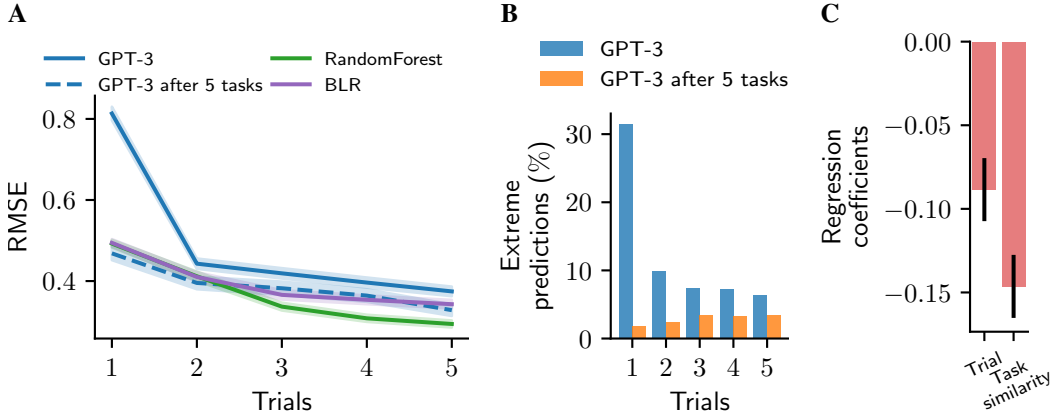 A
GPT-3
GPT-3 after 5 tasks
RandomForest
BLR
0.8
0.6
0.4
RMSE
1 2 3 4 5
Trials
B
GPT-3
GPT-3 after 5 tasks
30
20
10
0
Extreme
predictions (%)
1 2 3 4 5
Trials
C
0.00
−0.05
−0.10
−0.15
Regression
coefficients
Trial
Task
similarity